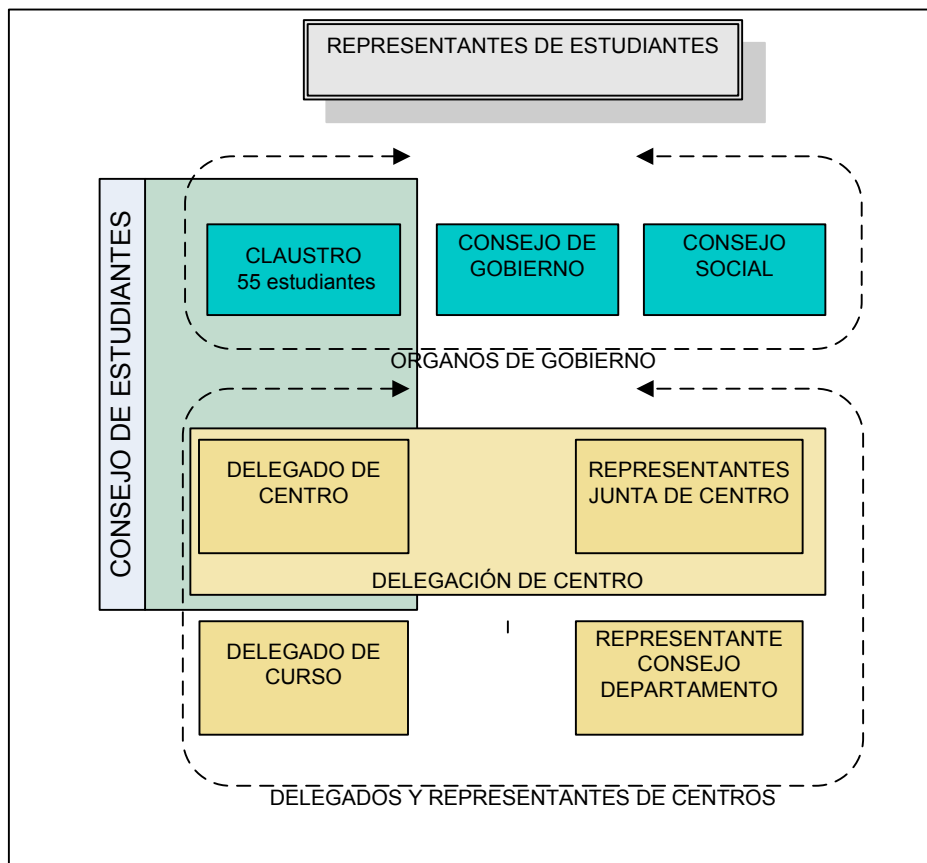 REPRESENTANTES DE ESTUDIANTES
CONSEJO DE ESTUDIANTES
CLAUSTRO
55 estudiantes
CONSEJO DE
GOBIERNO
CONSEJO
SOCIAL
ORGANOS DE GOBIERNO
DELEGADO DE
CENTRO
REPRESENTANTES
JUNTA DE CENTRO
DELEGACIÓN DE CENTRO
DELEGADO DE
CURSO
REPRESENTANTE
CONSEJO
DEPARTAMENTO
DELEGADOS Y REPRESENTANTES DE CENTROS